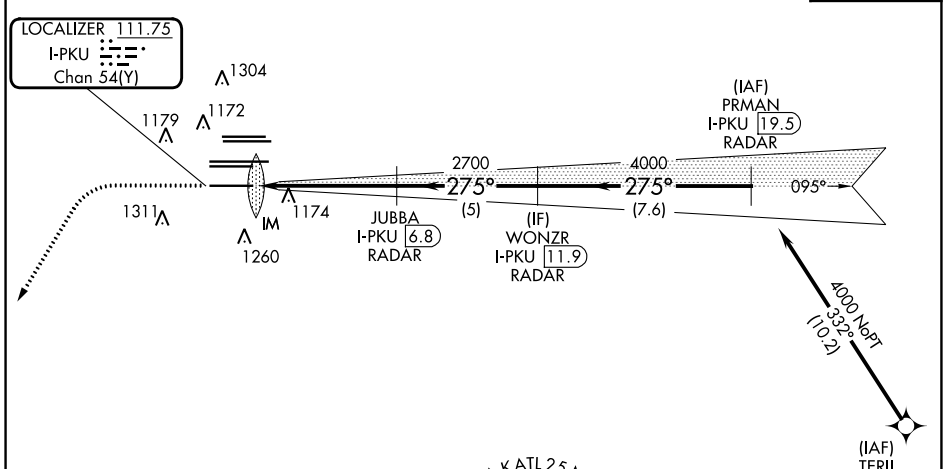 LOCALIZER 111.75
I-PKU
Chan 54(Y)
1304
1172
1179
(IAF)
PRMAN
I-PKU 19.5
RADAR
2700
4000
275°
275°
095°
(5)
(7.6)
1174
IM
1311
1260
JUBBA
I-PKU 6.8
RADAR
(IF)
WONZR
I-PKU 11.9
RADAR
4000 NoPT
332°
(10.2)
(IAF)